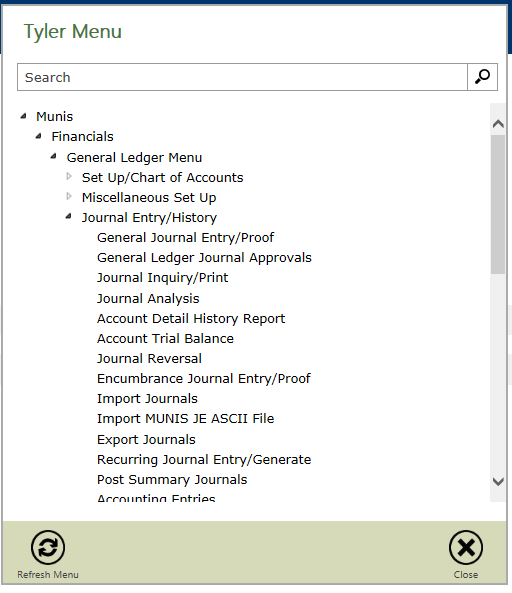 Tyler Menu
Search
Munis
Financials
General Ledger Menu
Set Up/Chart of Accounts
Miscellaneous Set Up
Journal Entry/History
General Journal Entry/Proof
General Ledger Journal Approvals
Journal Inquiry/Print
Journal Analysis
Account Detail History Report
Account Trial Balance
Journal Reversal
Encumbrance Journal Entry/Proof
Import Journals
Import MUNIS JE ASCII File
Export Journals
Recurring Journal Entry/Generate
Post Summary Journals
Accounting Entries
Refresh Menu
Close